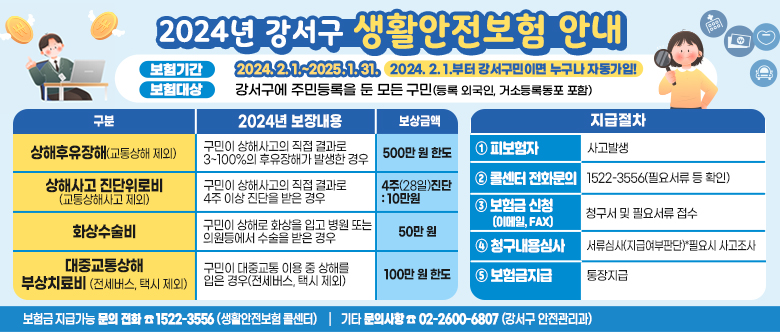 2024년 강서구 생활안전보험 안내
보험기간 2024. 2. 1.~2025. 1. 31. 2024. 2. 1.부터 강서구민이면 누구나 자동가입!
보험대상 강서구에 주민등록을 둔 모든 구민(등록 외국인, 거소등록동포 포함)
구분 2024년 보장내용 보상금액
상해후유장해(교통상해 제외)
구민이 상해사고의 직접 결과로
3~100%의 후유장해가 발생한 경우
500만 원 한도
상해사고 진단위로비
(교통상해사고 제외)
구민이 상해사고의 직접 결과로
4주 이상 진단을 받은 경우
4주(28일)진단
: 10만원
화상수술비
구민이 상해로 화상을 입고 병원 또는
의원등에서 수술을 받은 경우
50만 원
대중교통상해
부상치료비 (전세버스, 택시 제외)
구민이 대중교통 이용 중 상해를
입은 경우(전세버스, 택시 제외)
100만 원 한도
지급절차
① 피보험자 사고발생
② 콜센터 전화문의 1522-3556(필요서류 등 확인)
③ 보험금 신청
(이메일, FAX)
청구서 및 필요서류 접수
④ 청구내용심사 서류심사(지급여부판단)*필요시 사고조사
⑤ 보험금지급 통장지급
보험금 지급가능 문의 전화 ☎ 1522-3556 (생활안전보험 콜센터) | 기타 문의사항 ☎ 02-2600-6807 (강서구 안전관리과)